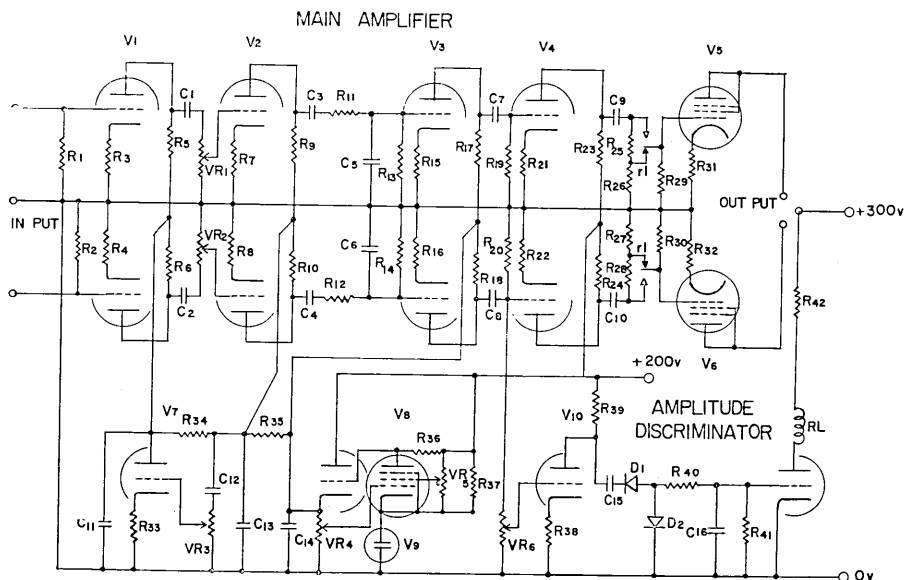 MAIN AMPLIFIER
V1 V2 V3 V4 V5
C1 C3 R11 C7 C9
R1 R3 R5 VR1 R7 R9 C5 R13 R15 R17 R19 R21 R23 R25 r1 R26 R29 R31
IN PUT OUT PUT +300v
R2 R4 R6 VR2 R8 R10 C6 R14 R16 R18 R20 R22 R24 R27 r1 R28 R30 R32
C2 C4 R12 C8 C10 R42
V6
+200v
V7 R34 R35 V8 R36 V10 R39 AMPLITUDE
DISCRIMINATOR RL
C12 VR5 R37 D1 R40
C15
C11 R33 VR3 C13 C14 VR4 V9 VR6 R38 D2 C16 R41
0v